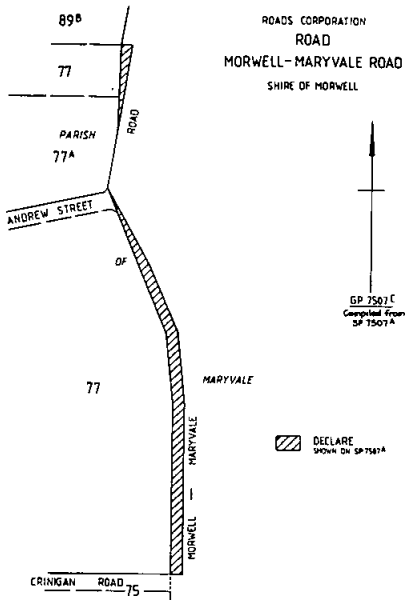 ROADS CORPORATION
ROAD
MORWELL-MARYVALE ROAD
SHIRE OF MORWELL
89B
77
PARISH
ROAD
77A
ANDREW STREET
OF
GP 7507C
Compiled from
SP 7507A
77
MARYVALE
MORWELL — MARYVALE
DECLARE
SHOWN ON SP 7507A
CRINIGAN ROAD
75